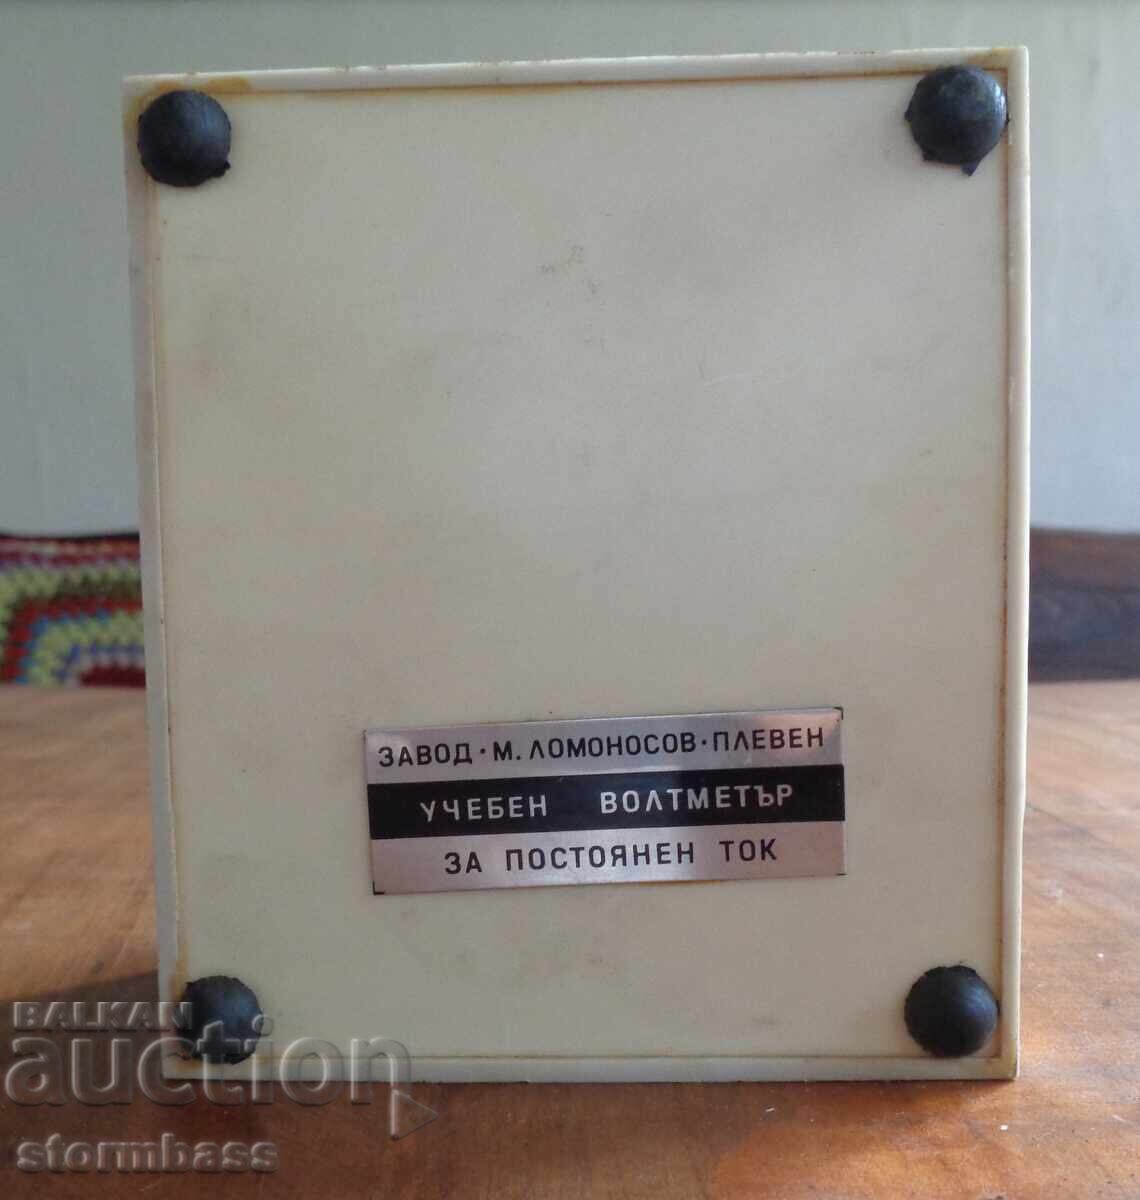 ЗАВОД · М. ЛОМОНОСОВ · ПЛЕВЕН
УЧЕБЕН ВОЛТМЕТЪР
ЗА ПОСТОЯНЕН ТОК
BALKAN
auction
stormbass